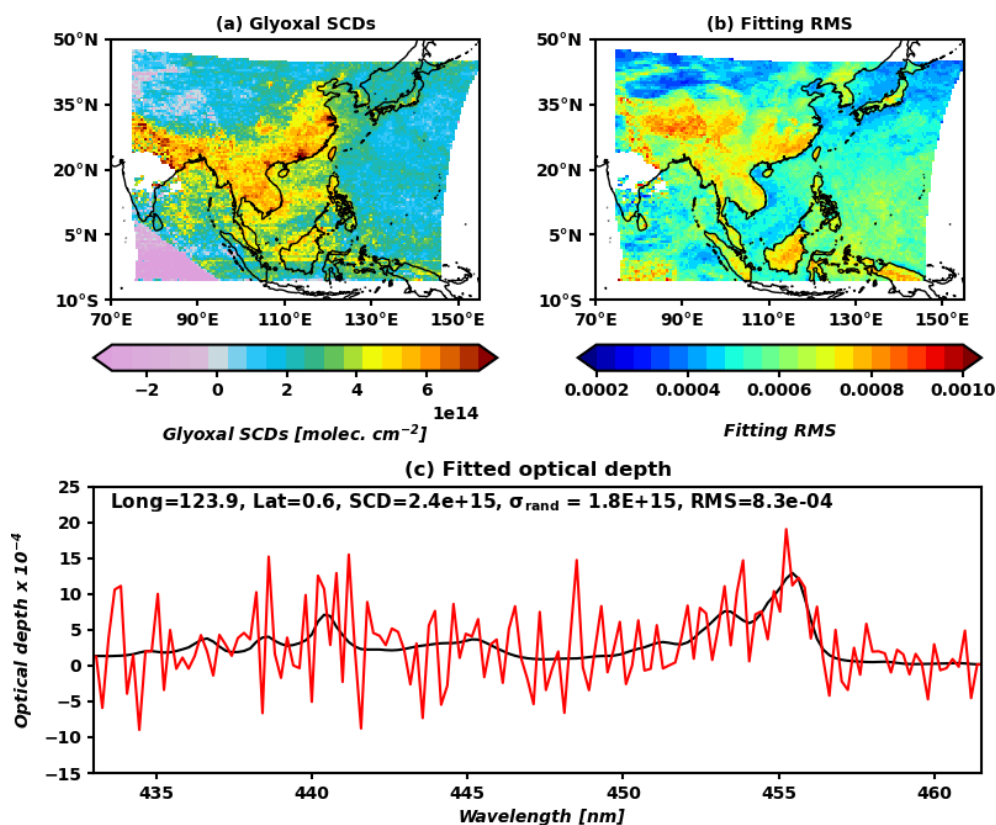 (a) Glyoxal SCDs
(b) Fitting RMS
50°N
35°N
20°N
5°N
10°S
70°E 90°E 110°E 130°E 150°E
50°N
35°N
20°N
5°N
10°S
70°E 90°E 110°E 130°E 150°E
−2 0 2 4 6
1e14
Glyoxal SCDs [molec. cm⁻²]
0.0002 0.0004 0.0006 0.0008 0.0010
Fitting RMS
(c) Fitted optical depth
Long=123.9, Lat=0.6, SCD=2.4e+15, σrand = 1.8E+15, RMS=8.3e-04
Optical depth x 10⁻⁴
25
20
15
10
5
0
−5
−10
−15
435 440 445 450 455 460
Wavelength [nm]